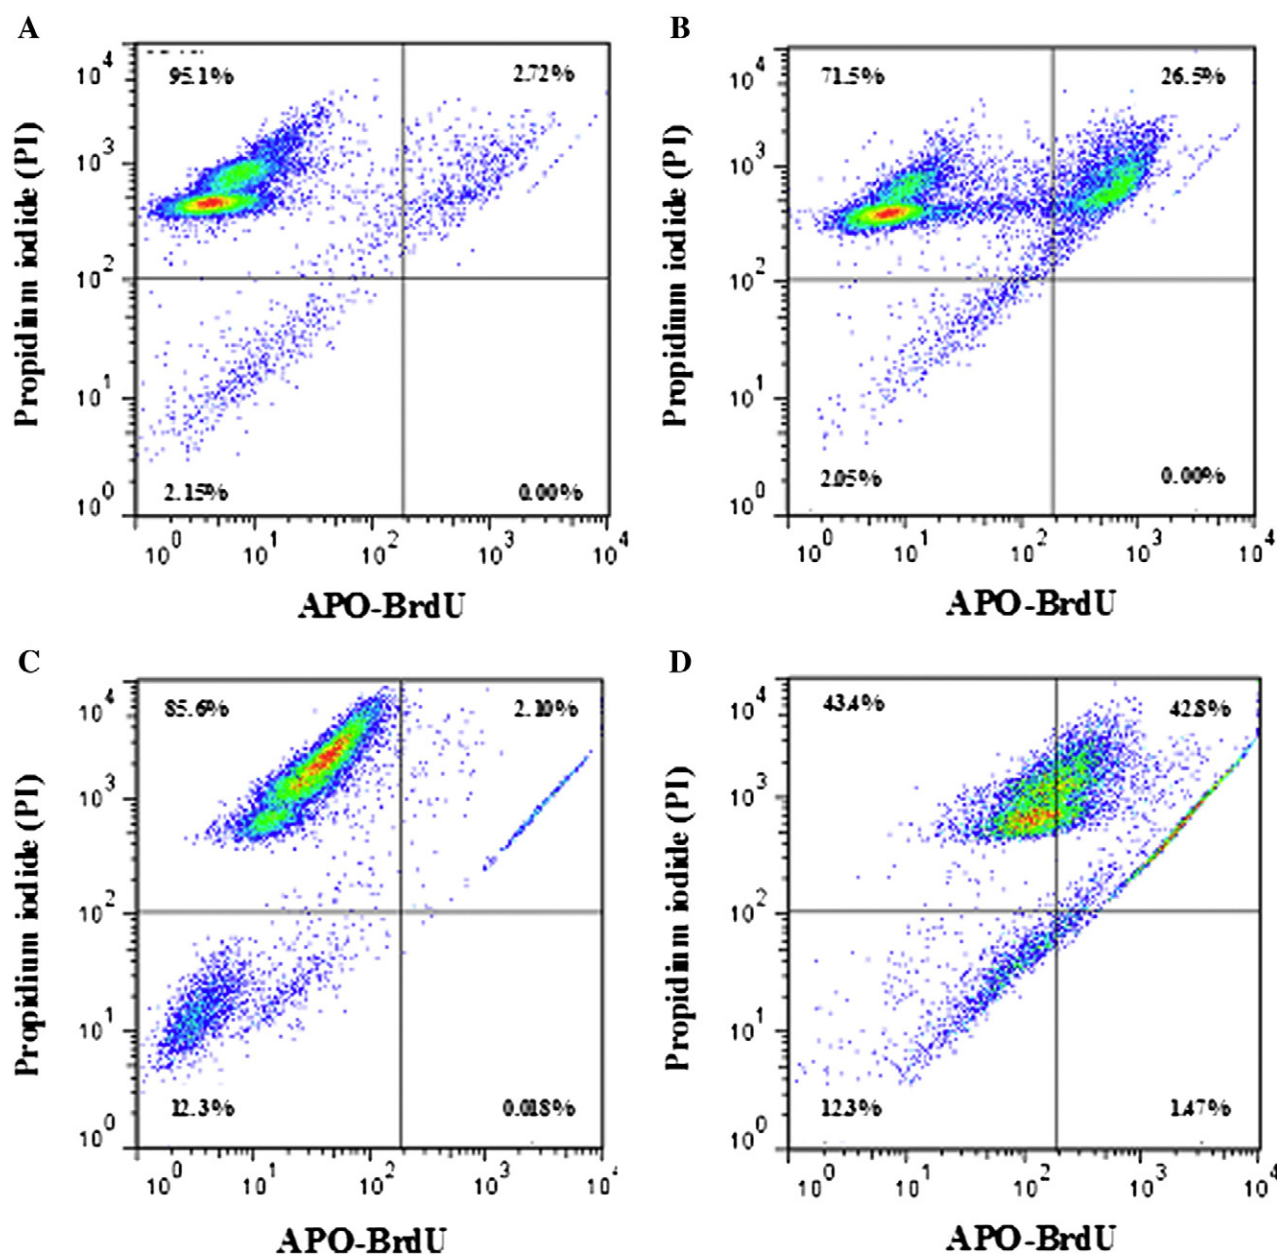 A
B
Propidium iodide (PI)
10^4
10^3
10^2
10^1
10^0
95.1%
2.72%
2.15%
0.00%
10^0 10^1 10^2 10^3 10^4
APO-BrdU
Propidium iodide (PI)
10^4
10^3
10^2
10^1
10^0
71.5%
26.5%
2.05%
0.00%
10^0 10^1 10^2 10^3 10^4
APO-BrdU
C
D
Propidium iodide (PI)
10^4
10^3
10^2
10^1
10^0
85.6%
2.10%
12.3%
0.018%
10^0 10^1 10^2 10^3 10
APO-BrdU
Propidium iodide (PI)
10^4
10^3
10^2
10^1
10^0
43.4%
42.8%
12.3%
1.47%
10^0 10^1 10^2 10^3 10^4
APO-BrdU